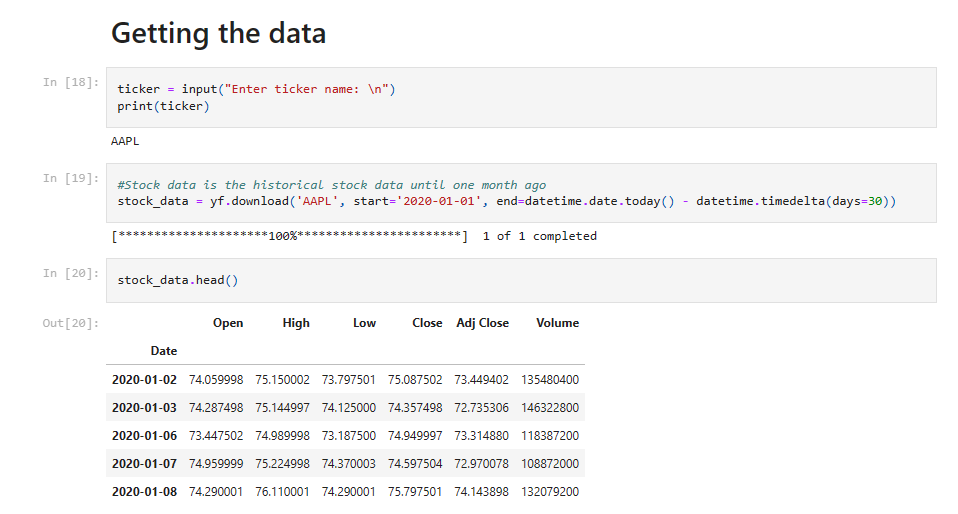 Getting the data
In [18]:
ticker = input("Enter ticker name: \n")
print(ticker)
AAPL
In [19]:
#Stock data is the historical stock data until one month ago
stock_data = yf.download('AAPL', start='2020-01-01', end=datetime.date.today() - datetime.timedelta(days=30))
[*********************100%***********************] 1 of 1 completed
In [20]:
stock_data.head()
Out[20]:
Open High Low Close Adj Close Volume
Date
2020-01-02 74.059998 75.150002 73.797501 75.087502 73.449402 135480400
2020-01-03 74.287498 75.144997 74.125000 74.357498 72.735306 146322800
2020-01-06 73.447502 74.989998 73.187500 74.949997 73.314880 118387200
2020-01-07 74.959999 75.224998 74.370003 74.597504 72.970078 108872000
2020-01-08 74.290001 76.110001 74.290001 75.797501 74.143898 132079200